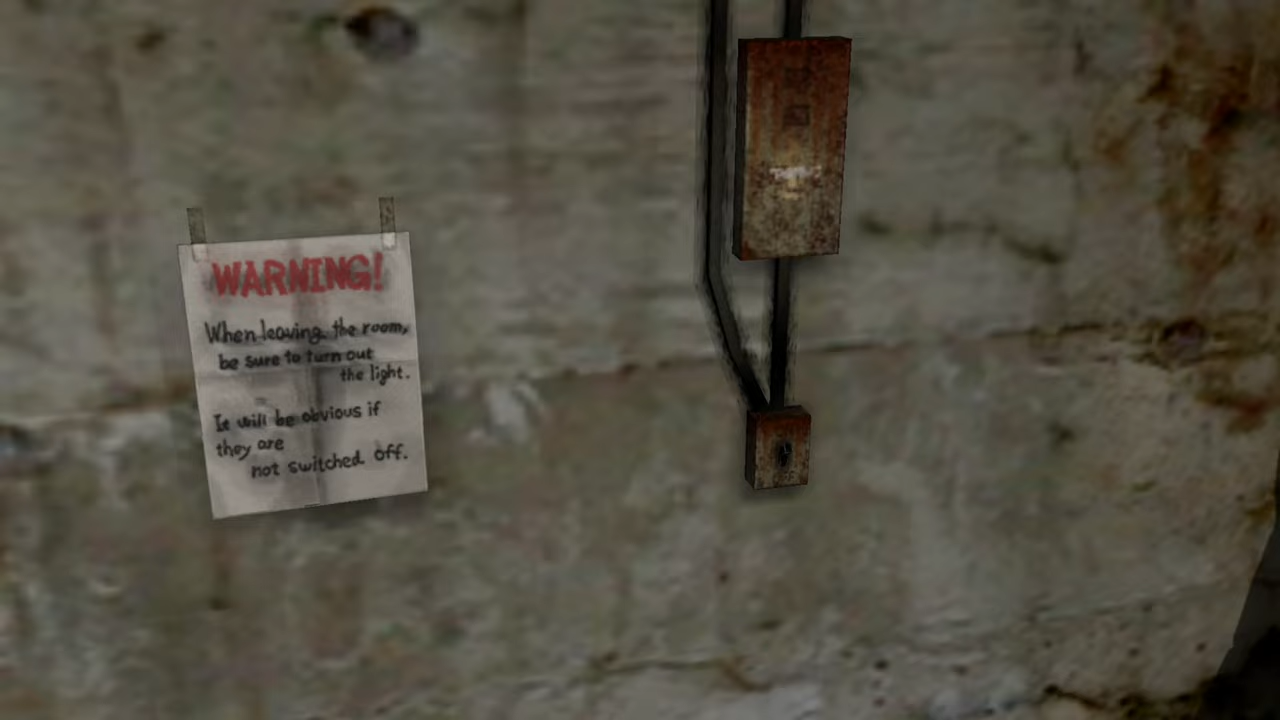 WARNING!
When leaving the room,
be sure to turn out
the light.
It will be obvious if
they are
not switched off.